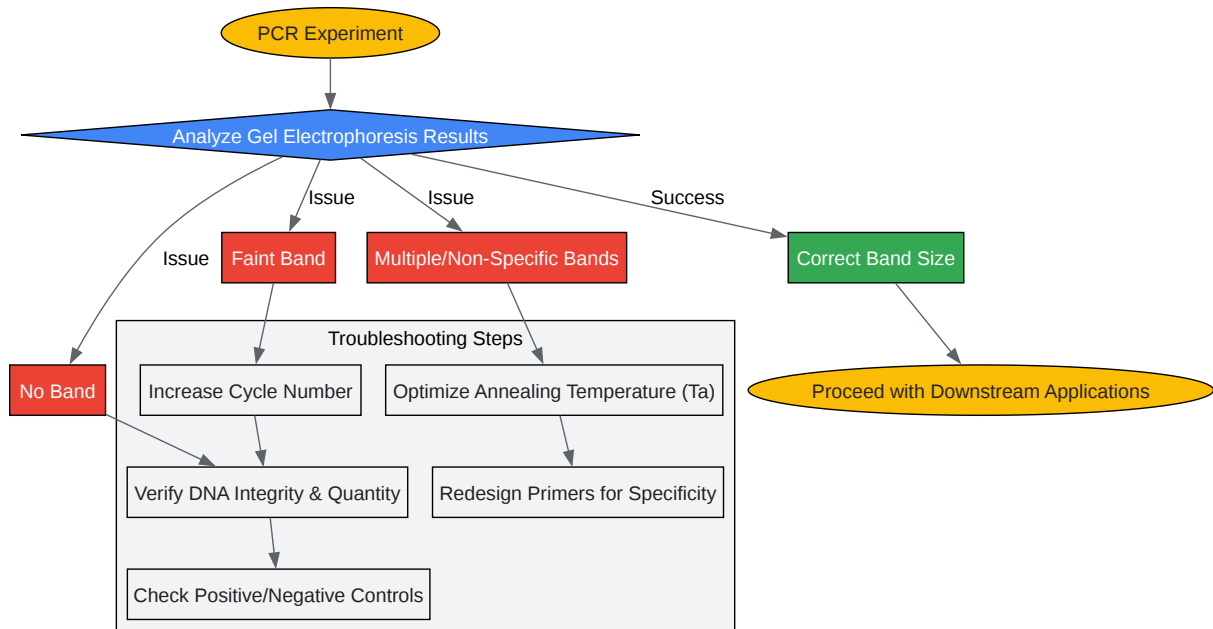 PCR Experiment
Analyze Gel Electrophoresis Results
Issue
Issue
Success
Issue
Faint Band
Multiple/Non-Specific Bands
Correct Band Size
Troubleshooting Steps
No Band
Increase Cycle Number
Optimize Annealing Temperature (Ta)
Proceed with Downstream Applications
Verify DNA Integrity & Quantity
Redesign Primers for Specificity
Check Positive/Negative Controls